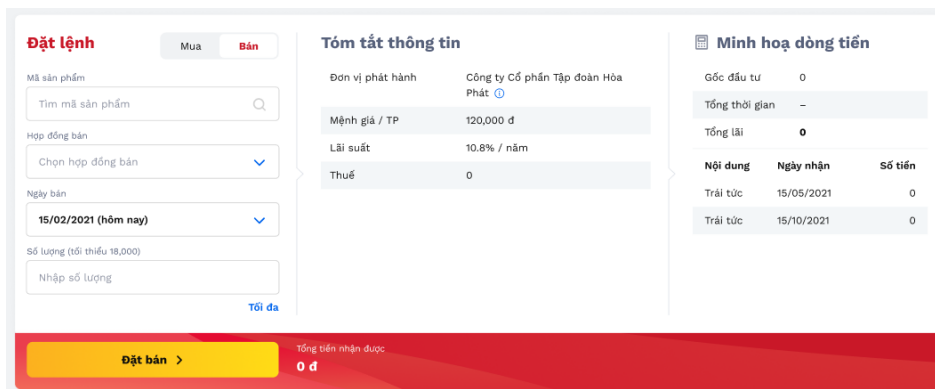 Đặt lệnh
Mua
Bán
Mã sản phẩm
Tìm mã sản phẩm
Hợp đồng bán
Chọn hợp đồng bán
Ngày bán
15/02/2021 (hôm nay)
Số lượng (tối thiểu 18,000)
Nhập số lượng
Tối đa
Tóm tắt thông tin
Đơn vị phát hành Công ty Cổ phần Tập đoàn Hòa
Phát
Mệnh giá / TP 120,000 đ
Lãi suất 10.8% / năm
Thuế 0
Minh hoạ dòng tiền
Gốc đầu tư 0
Tổng thời gian –
Tổng lãi 0
Nội dung Ngày nhận Số tiền
Trái tức 15/05/2021 0
Trái tức 15/10/2021 0
Đặt bán >
Tổng tiền nhận được
0 đ